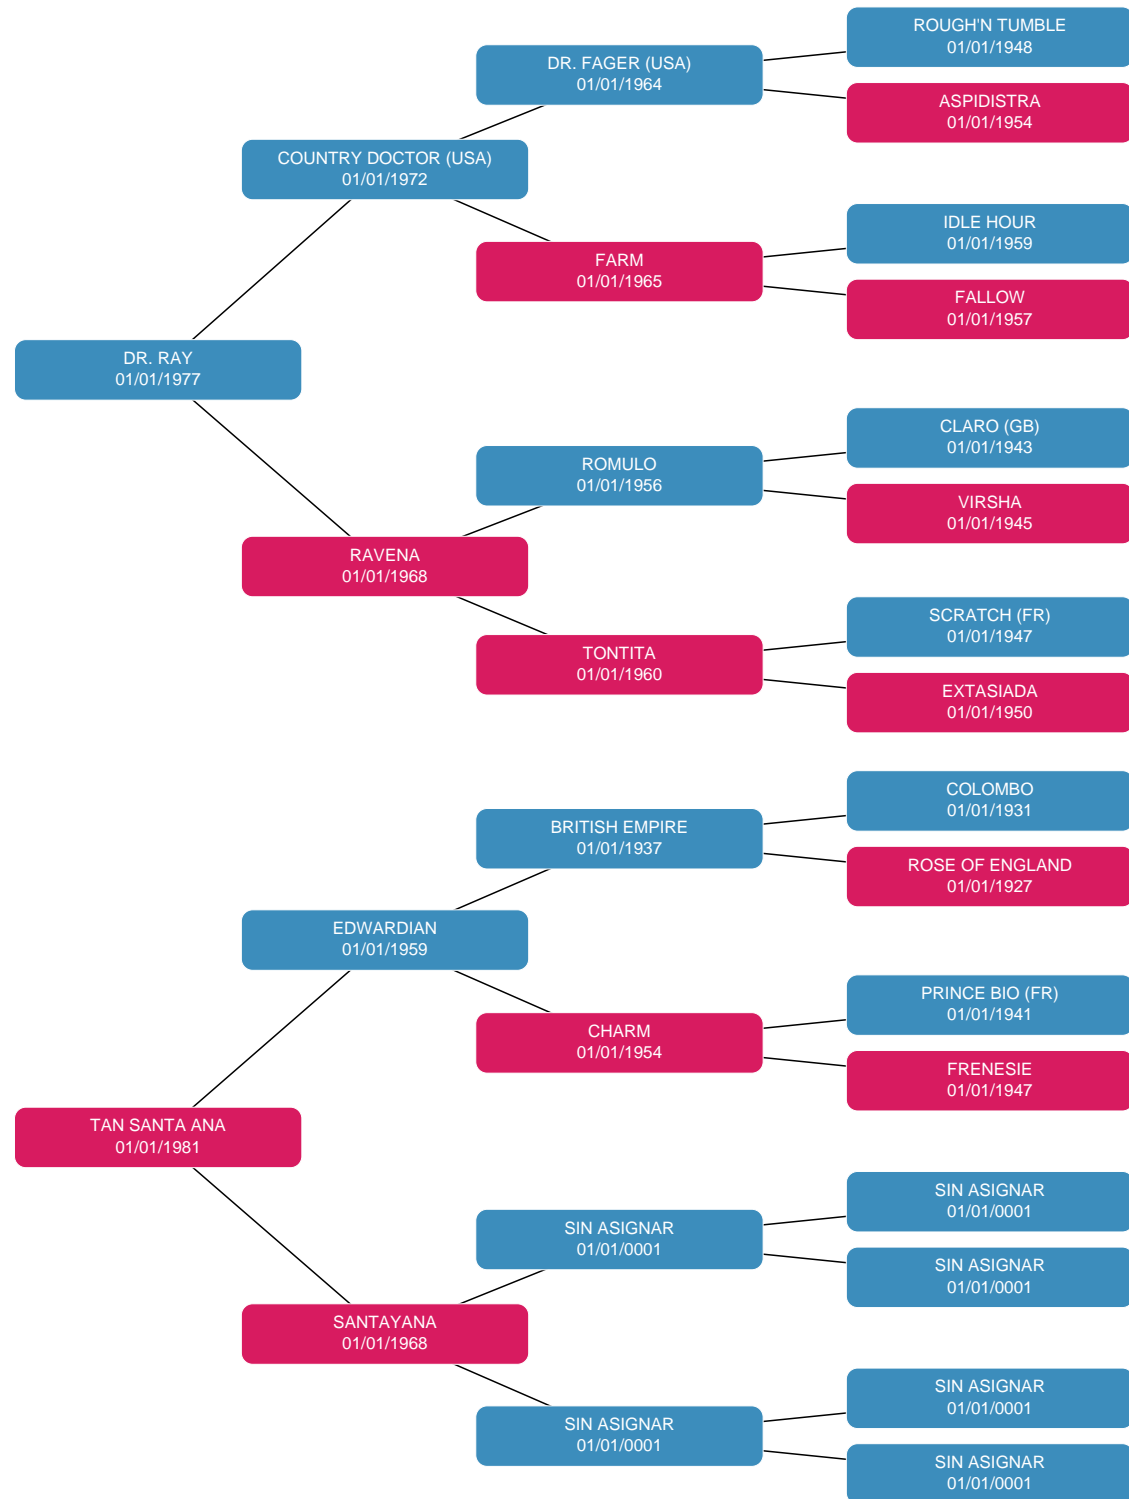 ROUGH'N TUMBLE
01/01/1948
DR. FAGER (USA)
01/01/1964
ASPIDISTRA
01/01/1954
COUNTRY DOCTOR (USA)
01/01/1972
IDLE HOUR
01/01/1959
FARM
01/01/1965
FALLOW
01/01/1957
DR. RAY
01/01/1977
CLARO (GB)
01/01/1943
ROMULO
01/01/1956
VIRSHA
01/01/1945
RAVENA
01/01/1968
SCRATCH (FR)
01/01/1947
TONTITA
01/01/1960
EXTASIADA
01/01/1950
COLOMBO
01/01/1931
BRITISH EMPIRE
01/01/1937
ROSE OF ENGLAND
01/01/1927
EDWARDIAN
01/01/1959
PRINCE BIO (FR)
01/01/1941
CHARM
01/01/1954
FRENESIE
01/01/1947
TAN SANTA ANA
01/01/1981
SIN ASIGNAR
01/01/0001
SIN ASIGNAR
01/01/0001
SIN ASIGNAR
01/01/0001
SANTAYANA
01/01/1968
SIN ASIGNAR
01/01/0001
SIN ASIGNAR
01/01/0001
SIN ASIGNAR
01/01/0001